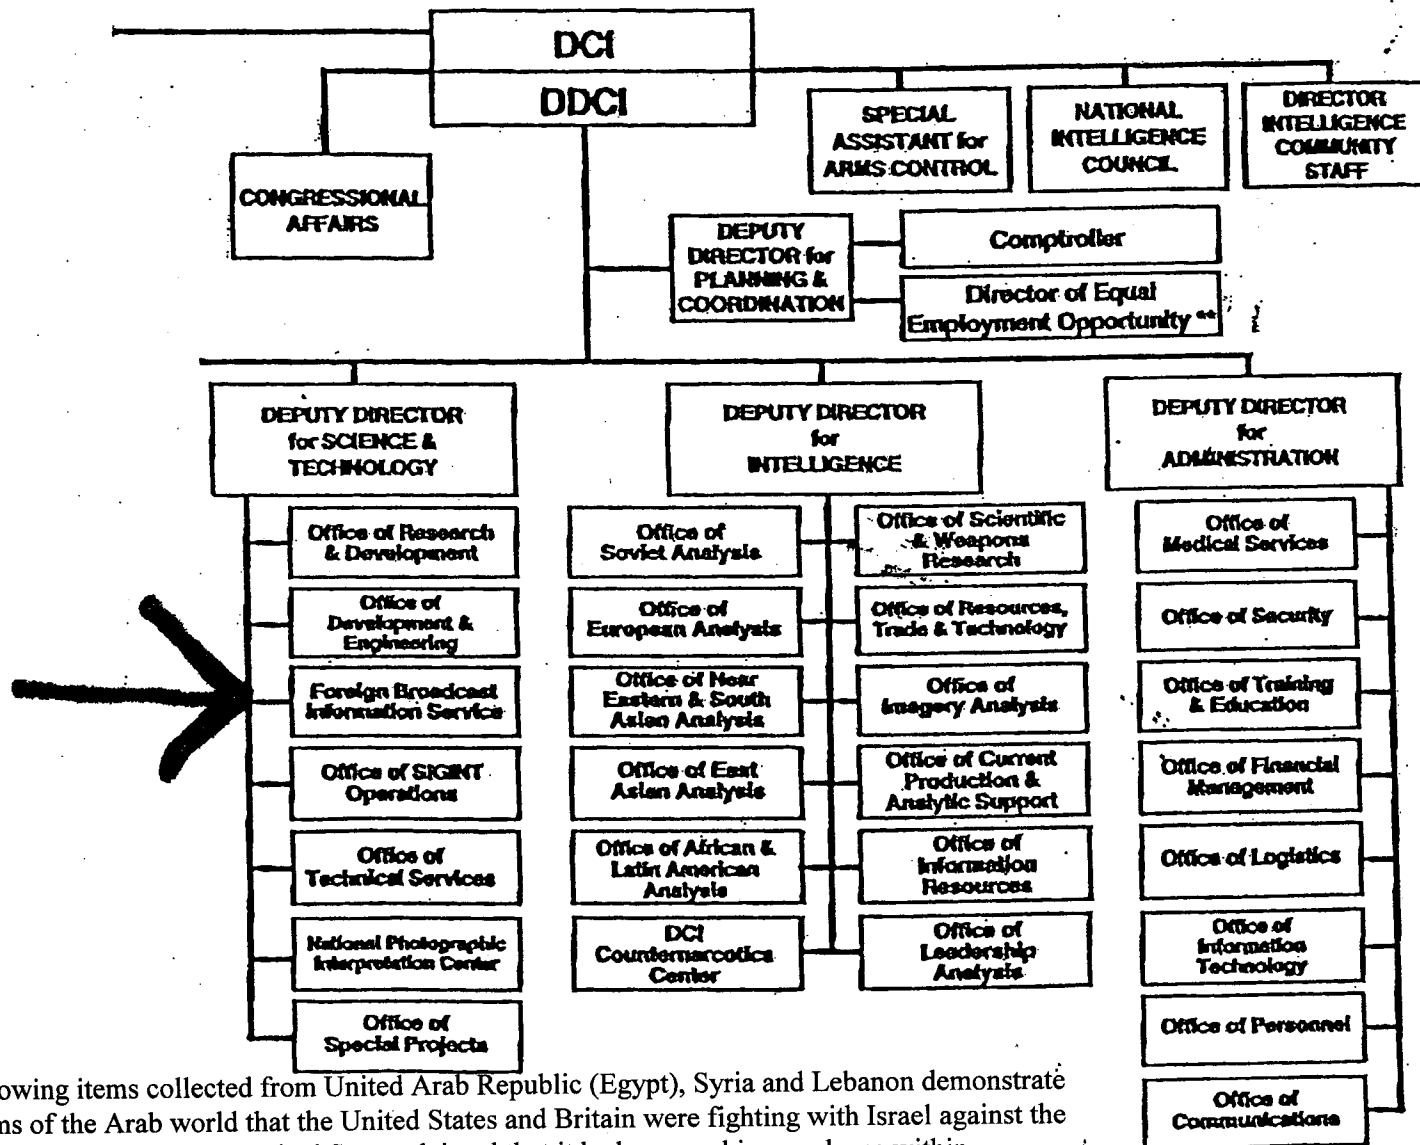 DCI
DDCI
SPECIAL
ASSISTANT for
ARMS CONTROL
NATIONAL
INTELLIGENCE
COUNCIL
DIRECTOR
INTELLIGENCE
COMMUNITY
STAFF
CONGRESSIONAL
AFFAIRS
DEPUTY
DIRECTOR for
PLANNING &
COORDINATION
Comptroller
Director of Equal
Employment Opportunity **
DEPUTY DIRECTOR
for SCIENCE &
TECHNOLOGY
Office of Research
& Development
Office of
Development &
Engineering
Foreign Broadcast
Information Service
Office of SIGINT
Operations
Office of
Technical Services
National Photographic
Interpretation Center
Office of
Special Projects
DEPUTY DIRECTOR
for
INTELLIGENCE
Office of
Soviet Analysis
Office of
European Analysis
Office of Near
Eastern & South
Asian Analysis
Office of East
Asian Analysis
Office of African &
Latin American
Analysis
DCI
Counternarcotics
Center
Office of Scientific
& Weapons
Research
Office of Resources,
Trade & Technology
Office of
Imagery Analysis
Office of Current
Production &
Analytic Support
Office of
Information
Resources
Office of
Leadership
Analysis
DEPUTY DIRECTOR
for
ADMINISTRATION
Office of
Medical Services
Office of Security
Office of Training
& Education
Office of Financial
Management
Office of Logistics
Office of
Information
Technology
Office of Personnel
Office of
Communications
owing items collected from United Arab Republic (Egypt), Syria and Lebanon demonstrate
ns of the Arab world that the United States and Britain were fighting with Israel against the